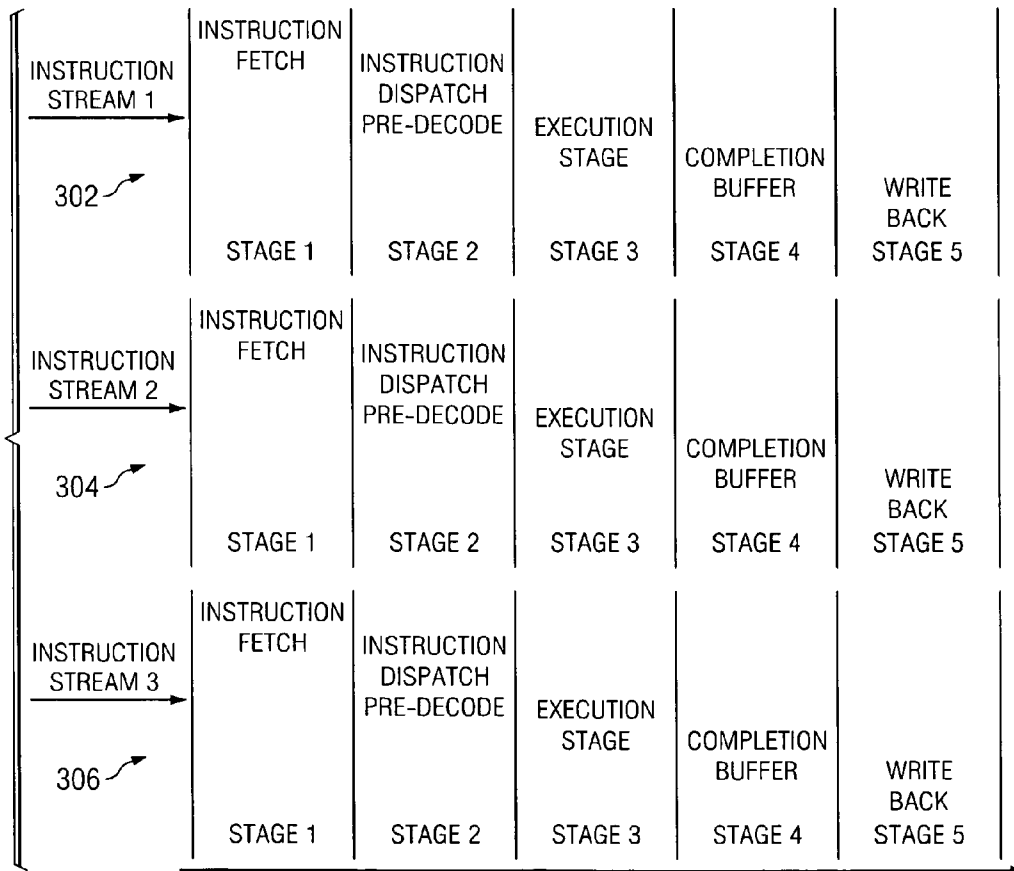 INSTRUCTION
STREAM 1
302
INSTRUCTION
FETCH
STAGE 1
INSTRUCTION
DISPATCH
PRE-DECODE
STAGE 2
EXECUTION
STAGE
STAGE 3
COMPLETION
BUFFER
STAGE 4
WRITE
BACK
STAGE 5
INSTRUCTION
STREAM 2
304
INSTRUCTION
FETCH
STAGE 1
INSTRUCTION
DISPATCH
PRE-DECODE
STAGE 2
EXECUTION
STAGE
STAGE 3
COMPLETION
BUFFER
STAGE 4
WRITE
BACK
STAGE 5
INSTRUCTION
STREAM 3
306
INSTRUCTION
FETCH
STAGE 1
INSTRUCTION
DISPATCH
PRE-DECODE
STAGE 2
EXECUTION
STAGE
STAGE 3
COMPLETION
BUFFER
STAGE 4
WRITE
BACK
STAGE 5